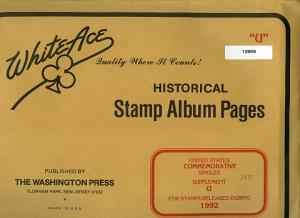 "U"
12805
White Ace
Quality Where It Counts!
HISTORICAL
Stamp Album Pages
PUBLISHED BY
THE WASHINGTON PRESS
FLORHAM PARK, NEW JERSEY 07932
MADE IN U.S.A.
UNITED STATES
COMMEMORATIVE
SINGLES
SUPPLEMENT
U
FOR STAMPS RELEASED DURING
1992